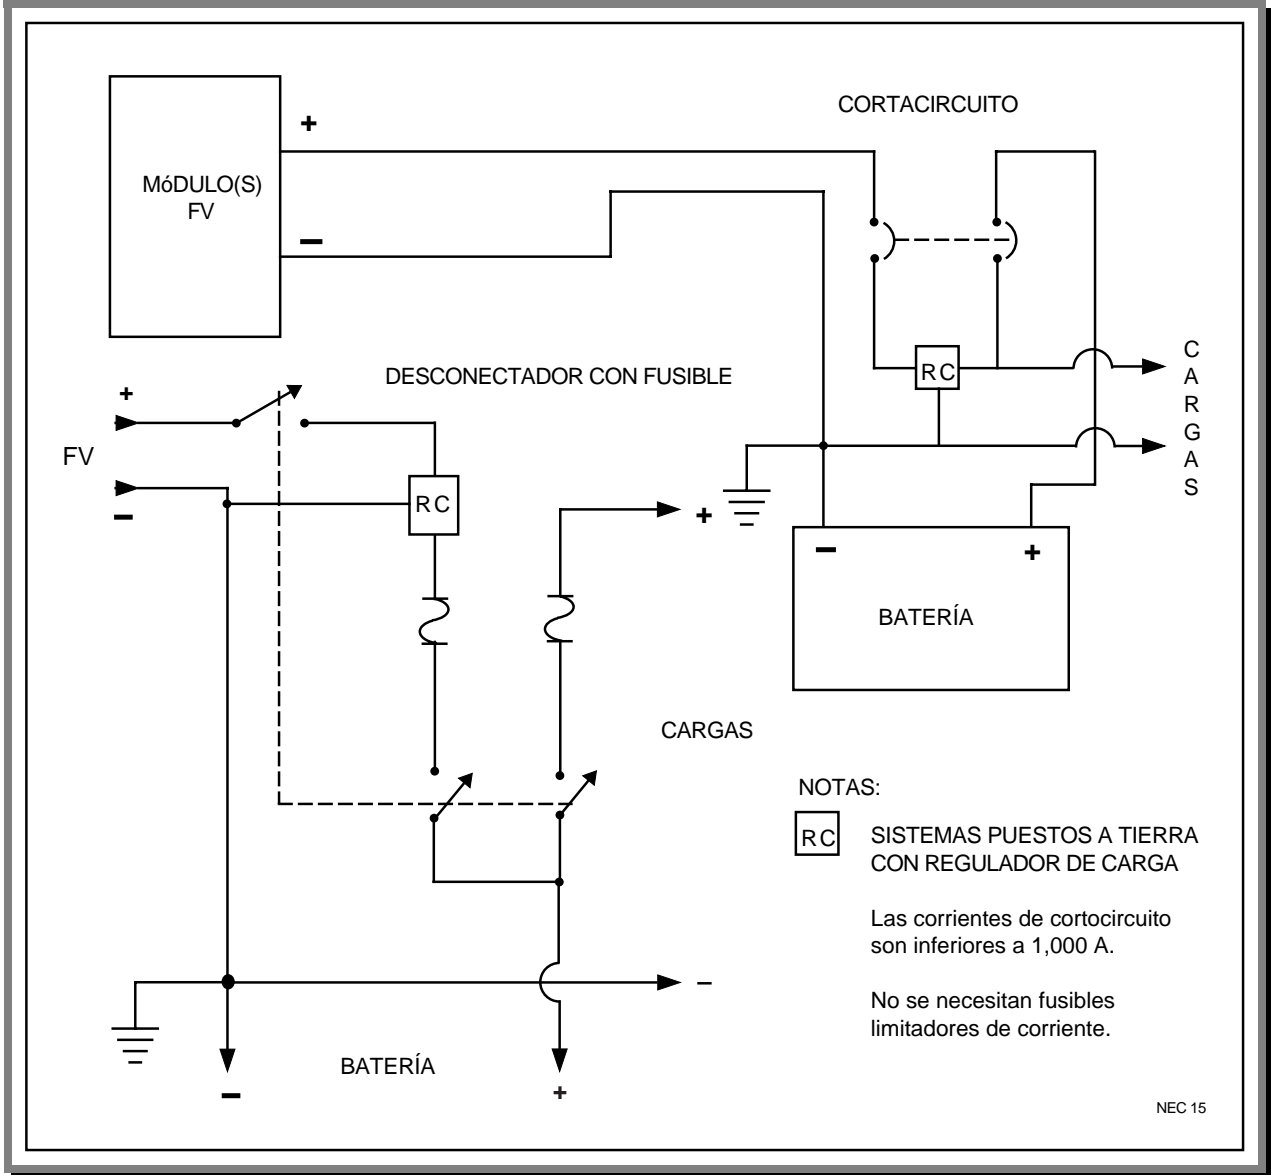 CORTACIRCUITO
+
MóDULO(S)
FV
−
RC
C
A
R
G
A
S
DESCONECTADOR CON FUSIBLE
+
FV
−
RC
+
− +
BATERÍA
CARGAS
NOTAS:
RC SISTEMAS PUESTOS A TIERRA
CON REGULADOR DE CARGA
Las corrientes de cortocircuito
son inferiores a 1,000 A.
No se necesitan fusibles
limitadores de corriente.
−
BATERÍA
− +
NEC 15